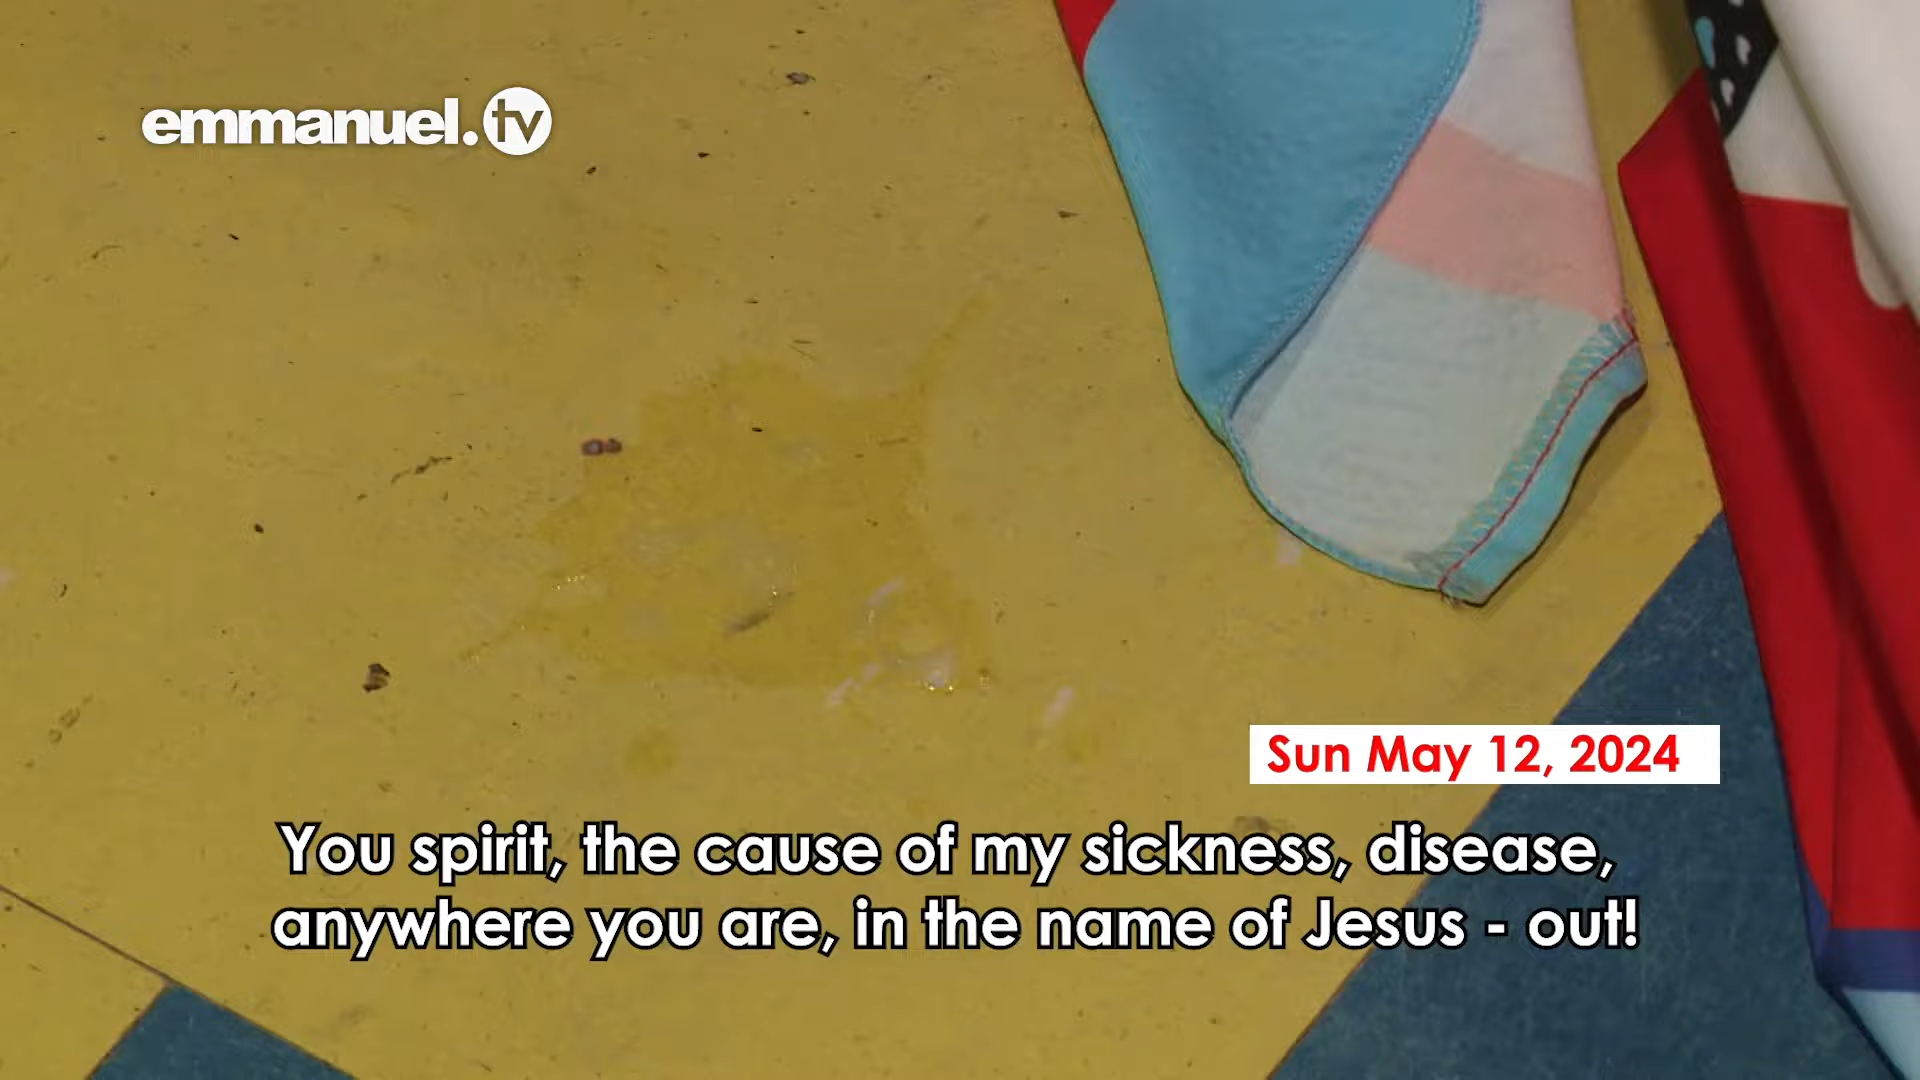 emmanuel.tv
Sun May 12, 2024
You spirit, the cause of my sickness, disease,
anywhere you are, in the name of Jesus - out!